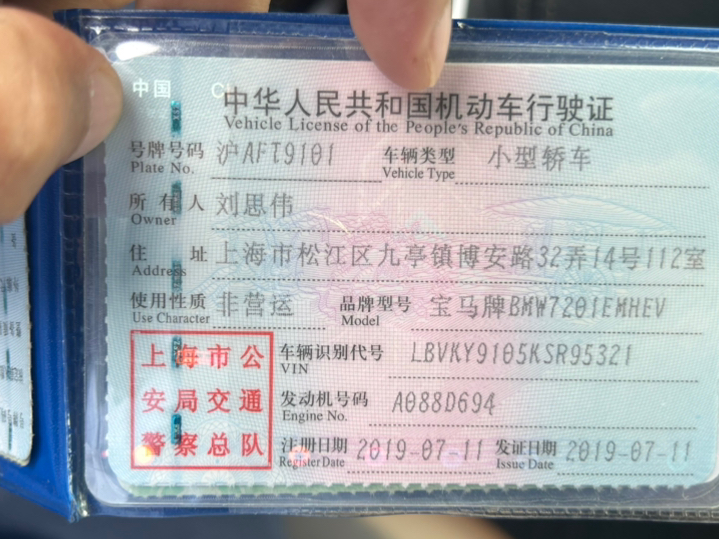 中国
中华人民共和国机动车行驶证
Vehicle License of the People's Republic of China
号牌号码 沪AFT9101 车辆类型 小型轿车
Plate No. Vehicle Type
所有人 刘思伟
Owner
住址 上海市松江区九亭镇博安路32弄14号112室
Address
使用性质 非营运 品牌型号 宝马牌BMW7201EMHEV
Use Character Model
上海市公安局交通警察总队
车辆识别代号 LBVKY9105KSR95321
VIN
发动机号码 A088D694
Engine No.
注册日期 2019-07-11 发证日期 2019-07-11
Register Date Issue Date